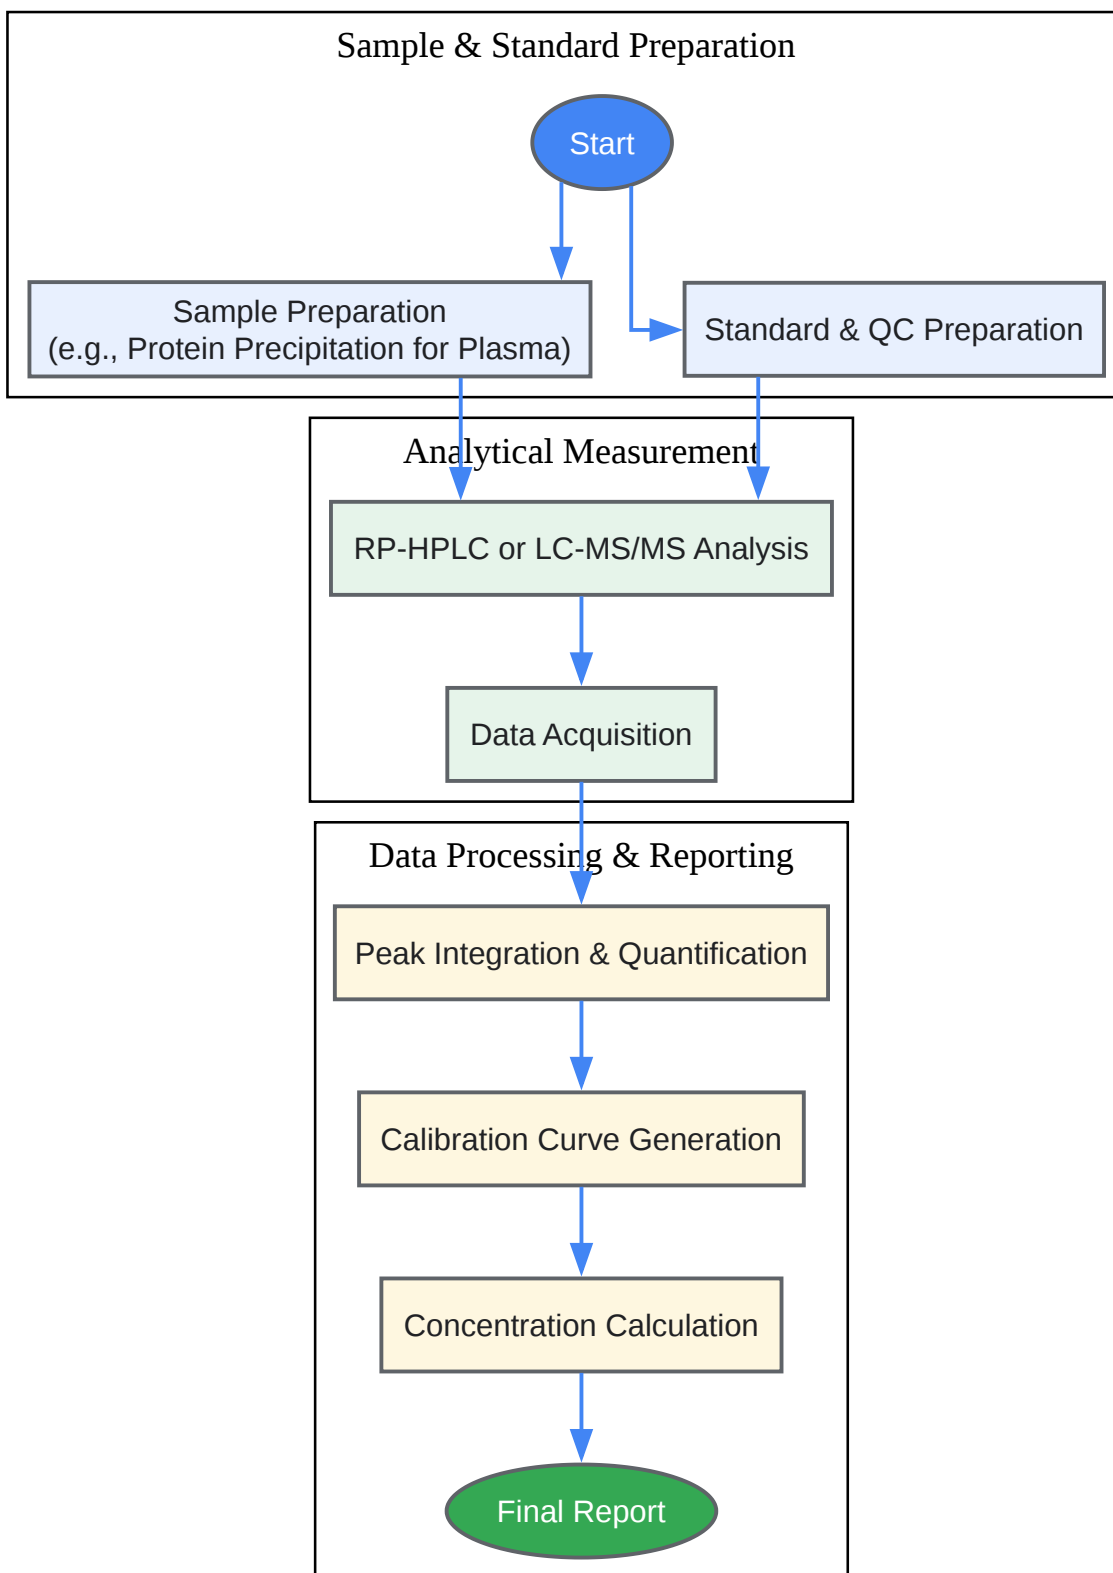 Sample & Standard Preparation
Start
Sample Preparation
(e.g., Protein Precipitation for Plasma)
Standard & QC Preparation
Analytical Measurement
RP-HPLC or LC-MS/MS Analysis
Data Acquisition
Data Processing & Reporting
Peak Integration & Quantification
Calibration Curve Generation
Concentration Calculation
Final Report